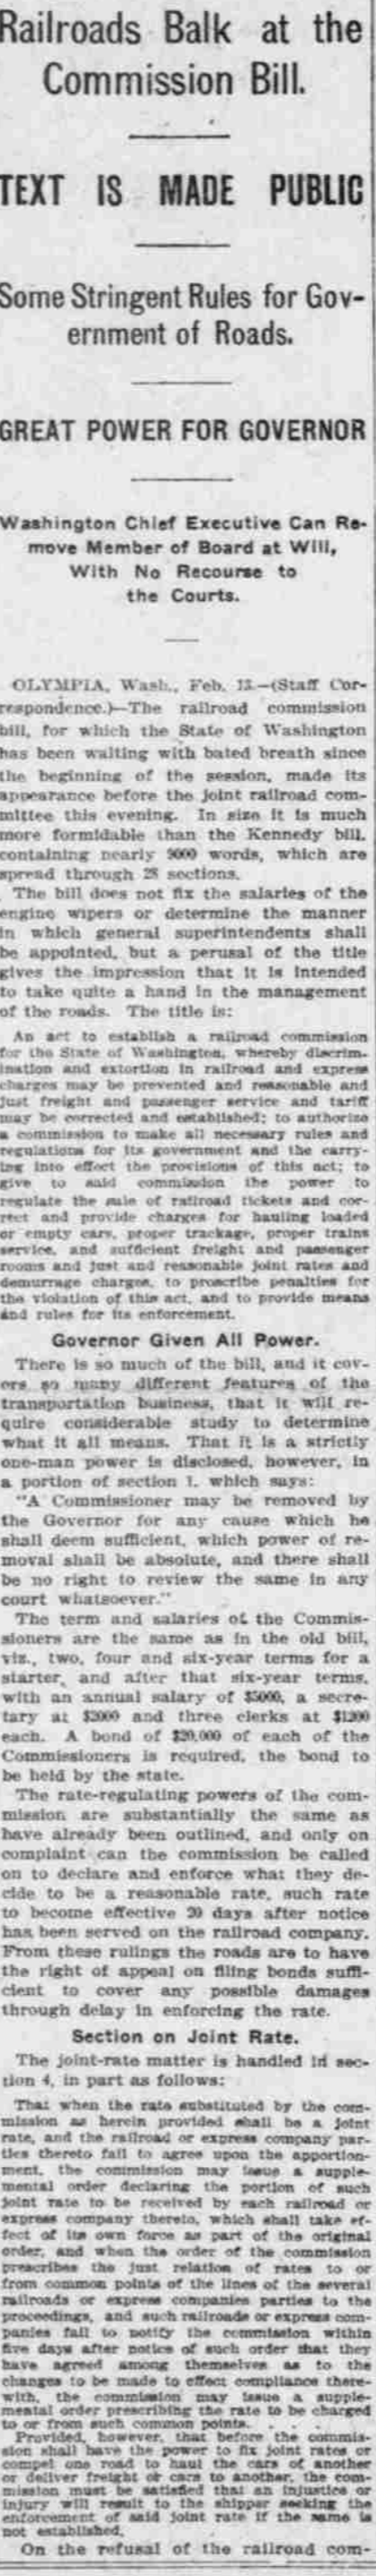 Railroads Balk at the
Commission Bill.
TEXT IS MADE PUBLIC
Some Stringent Rules for Gov-
ernment of Roads.
GREAT POWER FOR GOVERNOR
Washington Chief Executive Can Re-
move Member of Board at Will,
With No Recourse to
the Courts.
OLYMPIA, Wash., Feb. 13.—(Staff Cor-
respondence.)—The railroad commission
bill, for which the State of Washington
has been waiting with bated breath since
the beginning of the session, made its
appearance before the joint railroad com-
mittee this evening. In size it is much
more formidable than the Kennedy bill,
containing nearly 9000 words, which are
spread through 28 sections.
The bill does not fix the salaries of the
engine wipers or determine the manner
in which general superintendents shall
be appointed, but a perusal of the title
gives the impression that it is intended
to take quite a hand in the management
of the roads. The title is:
An act to establish a railroad commission
for the State of Washington, whereby discrim-
ination and extortion in railroad and express
charges may be prevented and reasonable and
just freight and passenger service and tariff
may be corrected and established; to authorize
a commission to make all necessary rules and
regulations for its government and the carry-
ing into effect the provisions of this act; to
give to said commission the power to
regulate the sale of railroad tickets and cor-
rect and provide charges for hauling loaded
or empty cars, proper trackage, proper trains
service, and sufficient freight and passenger
rooms and just and reasonable joint rates and
demurrage charges, to proscribe penalties for
the violation of this act, and to provide means
and rules for its enforcement.
Governor Given All Power.
There is so much of the bill, and it cov-
ers so many different features of the
transportation business, that it will re-
quire considerable study to determine
what it all means. That it is a strictly
one-man power is disclosed, however, in
a portion of section 1, which says:
"A Commissioner may be removed by
the Governor for any cause which he
shall deem sufficient, which power of re-
moval shall be absolute, and there shall
be no right to review the same in any
court whatsoever."
The term and salaries of the Commis-
sioners are the same as in the old bill,
viz., two, four and six-year terms for a
starter, and after that six-year terms,
with an annual salary of $5000, a secre-
tary at $2000 and three clerks at $1200
each. A bond of $20,000 of each of the
Commissioners is required, the bond to
be held by the state.
The rate-regulating powers of the com-
mission are substantially the same as
have already been outlined, and only on
complaint can the commission be called
on to declare and enforce what they de-
cide to be a reasonable rate, such rate
to become effective 20 days after notice
has been served on the railroad company.
From these rulings the roads are to have
the right of appeal on filing bonds suffi-
cient to cover any possible damages
through delay in enforcing the rate.
Section on Joint Rate.
The joint-rate matter is handled in sec-
tion 4, in part as follows:
That when the rate substituted by the com-
mission as herein provided shall be a joint
rate, and the railroad or express company par-
ties thereto fail to agree upon the apportion-
ment, the commission may issue a supple-
mental order declaring the portion of such
joint rate to be received by each railroad or
express company thereto, which shall take ef-
fect of its own force as part of the original
order, and when the order of the commission
prescribes the just relation of rates to or
from common points of the lines of the several
railroads or express companies parties to the
proceedings, and such railroads or express com-
panies fail to notify the commission within
five days after notice of such order that they
have agreed among themselves as to the
changes to be made to effect compliance there-
with, the commission may issue a supple-
mental order prescribing the rate to be charged
to or from such common points. . . .
Provided, however, that before the commis-
sion shall have the power to fix joint rates or
compel one road to haul the cars of another
or deliver freight or cars to another, the com-
mission must be satisfied that an injustice or
injury will result to the shipper seeking the
enforcement of said joint rate if the same is
not established.
On the refusal of the railroad com-